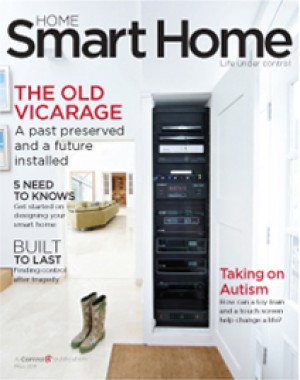 HOME
Smart Home
Life under control
THE OLD
VICARAGE
A past preserved
and a future
installed
5 NEED
TO KNOWS
Get started on
designing your
smart home
BUILT
TO LAST
Finding control
after tragedy
Taking on
Autism
How can a toy train
and a touch screen
help change a life?
A Control4 publication